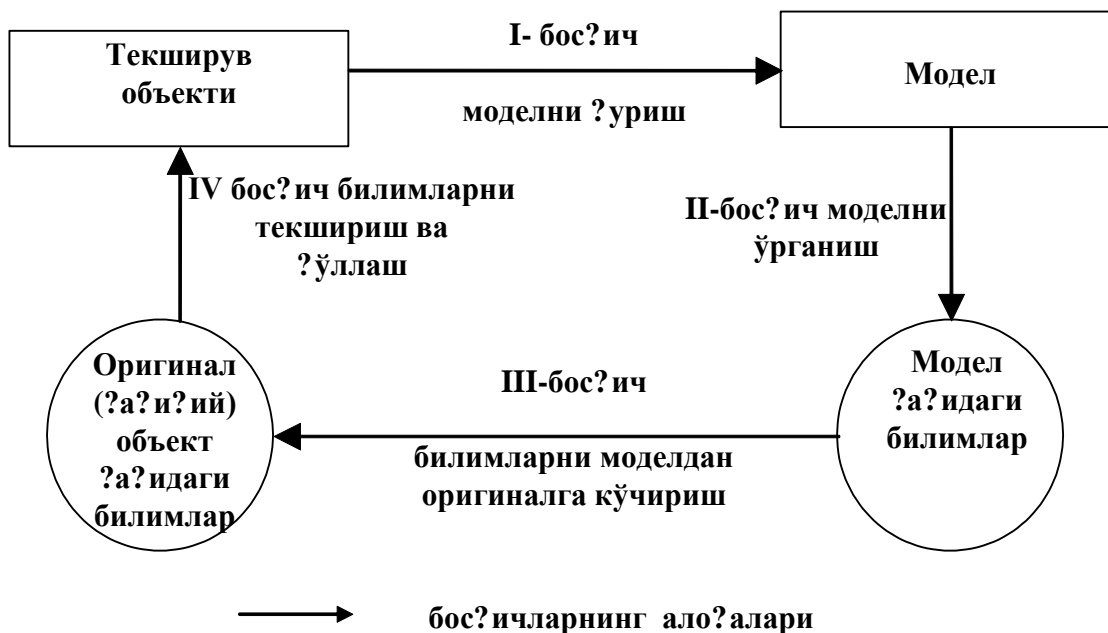 I- бос?ич
Текширув
объекти
Модел
моделни ?уриш
IV бос?ич билимларни
текшириш ва
?ўллаш
II-бос?ич моделни
ўрганиш
Оригинал
(?а?и?ий)
объект
?а?идаги
билимлар
III-бос?ич
билимларни моделдан
оригиналга кўчириш
Модел
?а?идаги
билимлар
бос?ичларнинг ало?алари